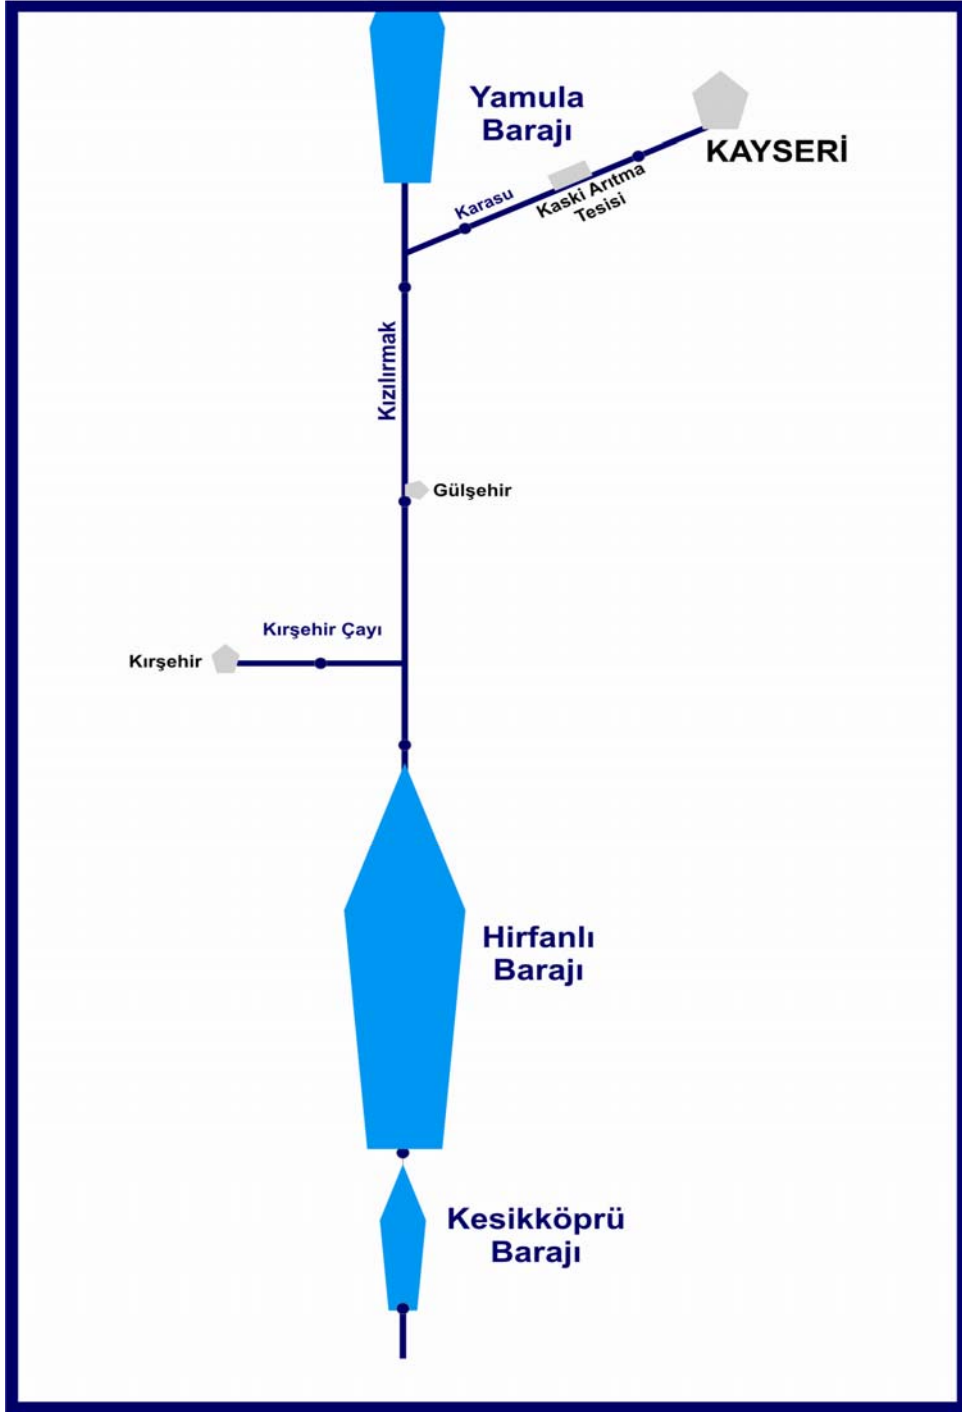 Yamula
Barajı
KAYSERİ
Karasu
Kaski Arıtma
Tesisi
Kızılırmak
Gülşehir
Kırşehir Çayı
Kırşehir
Hirfanlı
Barajı
Kesikköprü
Barajı